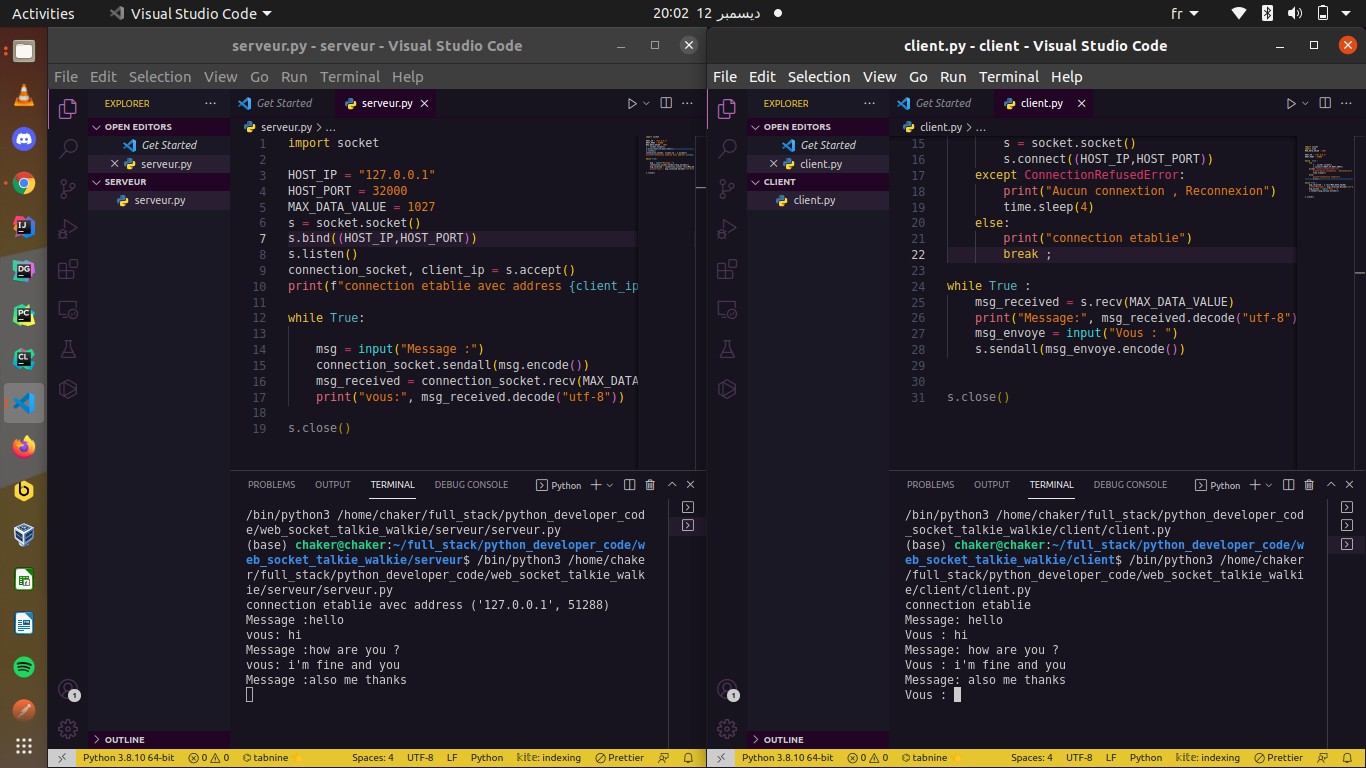 Activities
Visual Studio Code
20:02 12 ديسمبر
fr
serveur.py - serveur - Visual Studio Code
File Edit Selection View Go Run Terminal Help
EXPLORER
OPEN EDITORS
Get Started
serveur.py
SERVEUR
serveur.py
OUTLINE
Get Started
serveur.py
serveur.py > ...
1 import socket
2
3 HOST_IP = "127.0.0.1"
4 HOST_PORT = 32000
5 MAX_DATA_VALUE = 1027
6 s = socket.socket()
7 s.bind((HOST_IP,HOST_PORT))
8 s.listen()
9 connection_socket, client_ip = s.accept()
10 print(f"connection etablie avec address {client_ip
11
12 while True:
13
14 msg = input("Message :")
15 connection_socket.sendall(msg.encode())
16 msg_received = connection_socket.recv(MAX_DATA
17 print("vous:", msg_received.decode("utf-8"))
18
19 s.close()
PROBLEMS OUTPUT TERMINAL DEBUG CONSOLE
Python
/bin/python3 /home/chaker/full_stack/python_developer_cod
e/web_socket_talkie_walkie/serveur/serveur.py
(base) chaker@chaker:~/full_stack/python_developer_code/w
eb_socket_talkie_walkie/serveur$ /bin/python3 /home/chake
r/full_stack/python_developer_code/web_socket_talkie_walk
ie/serveur/serveur.py
connection etablie avec address ('127.0.0.1', 51288)
Message :hello
vous: hi
Message :how are you ?
vous: i'm fine and you
Message :also me thanks
1
Python 3.8.10 64-bit 0 0 tabnine Spaces: 4 UTF-8 LF Python kite: indexing Prettier
client.py - client - Visual Studio Code
File Edit Selection View Go Run Terminal Help
EXPLORER
OPEN EDITORS
Get Started
client.py
CLIENT
client.py
OUTLINE
Get Started
client.py
client.py > ...
15 s = socket.socket()
16 s.connect((HOST_IP,HOST_PORT))
17 except ConnectionRefusedError:
18 print("Aucun connextion , Reconnexion")
19 time.sleep(4)
20 else:
21 print("connection etablie")
22 break ;
23
24 while True :
25 msg_received = s.recv(MAX_DATA_VALUE)
26 print("Message:", msg_received.decode("utf-8")
27 msg_envoye = input("Vous : ")
28 s.sendall(msg_envoye.encode())
29
30
31 s.close()
PROBLEMS OUTPUT TERMINAL DEBUG CONSOLE
Python
/bin/python3 /home/chaker/full_stack/python_developer_cod
_socket_talkie_walkie/client/client.py
(base) chaker@chaker:~/full_stack/python_developer_code/w
eb_socket_talkie_walkie/client$ /bin/python3 /home/chaker
/full_stack/python_developer_code/web_socket_talkie_walki
e/client/client.py
connection etablie
Message: hello
Vous : hi
Message: how are you ?
Vous : i'm fine and you
Message: also me thanks
Vous :
1
Python 3.8.10 64-bit 0 0 tabnine Spaces: 4 UTF-8 LF Python kite: indexing Prettier